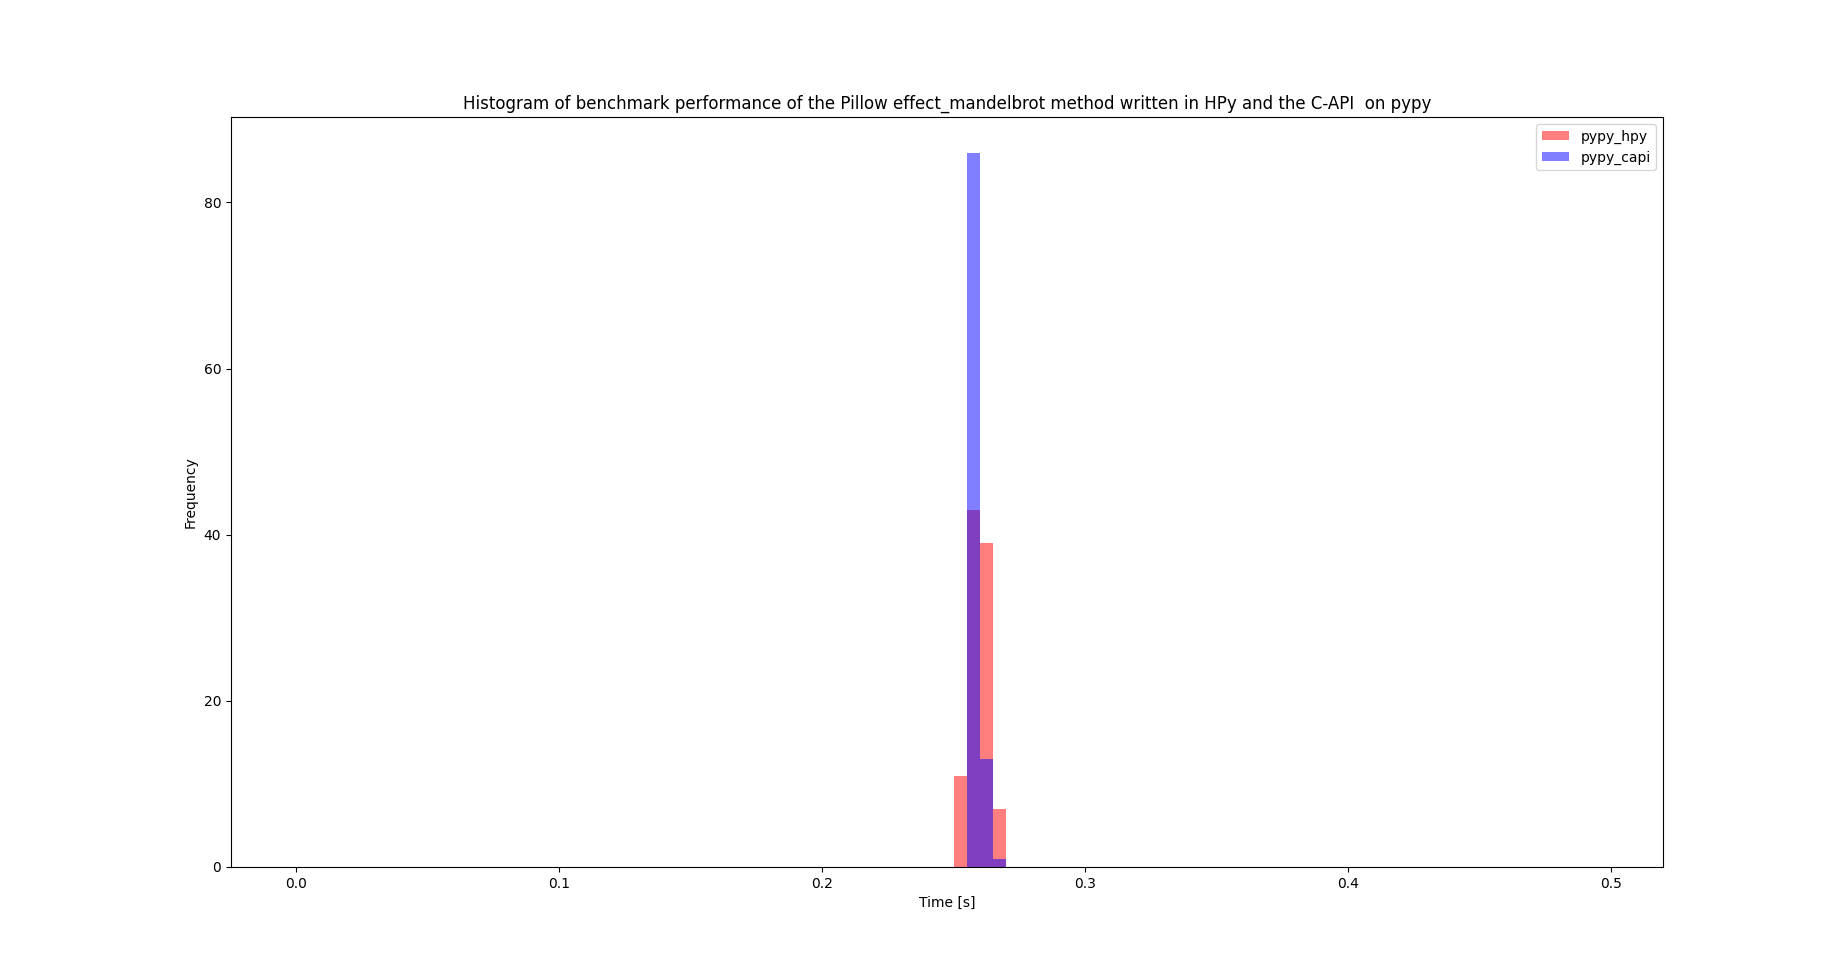 Histogram of benchmark performance of the Pillow effect_mandelbrot method written in HPy and the C-API  on pypy
pypy_hpy
pypy_capi
80
60
40
20
0
Frequency
0.0 0.1 0.2 0.3 0.4 0.5
Time [s]